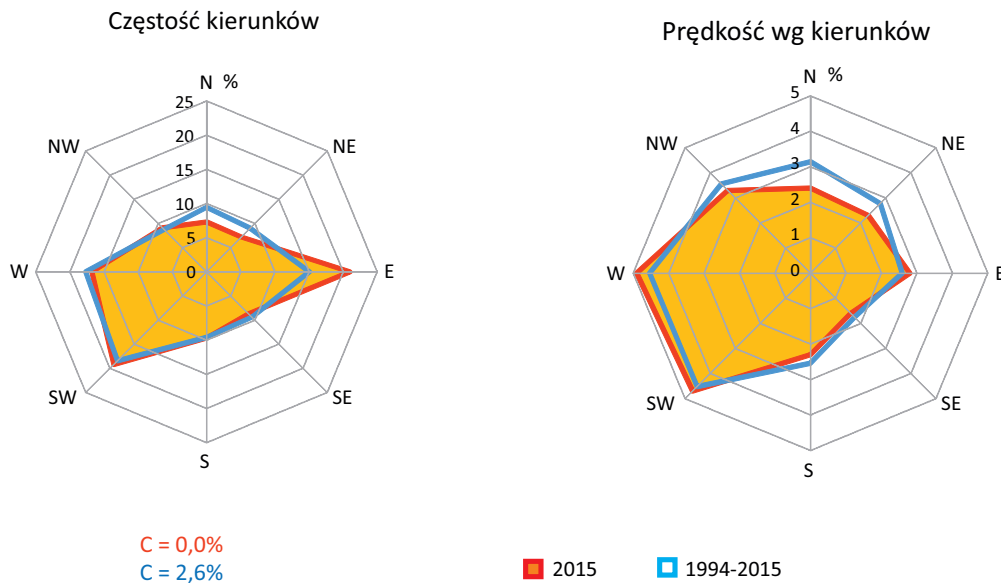 Częstość kierunków
N %
25
20
15
10
5
0
NW
NE
W
E
SW
SE
S
C = 0,0%
C = 2,6%
Prędkość wg kierunków
N %
5
4
3
2
1
0
NW
NE
W
E
SW
SE
S
2015
1994-2015